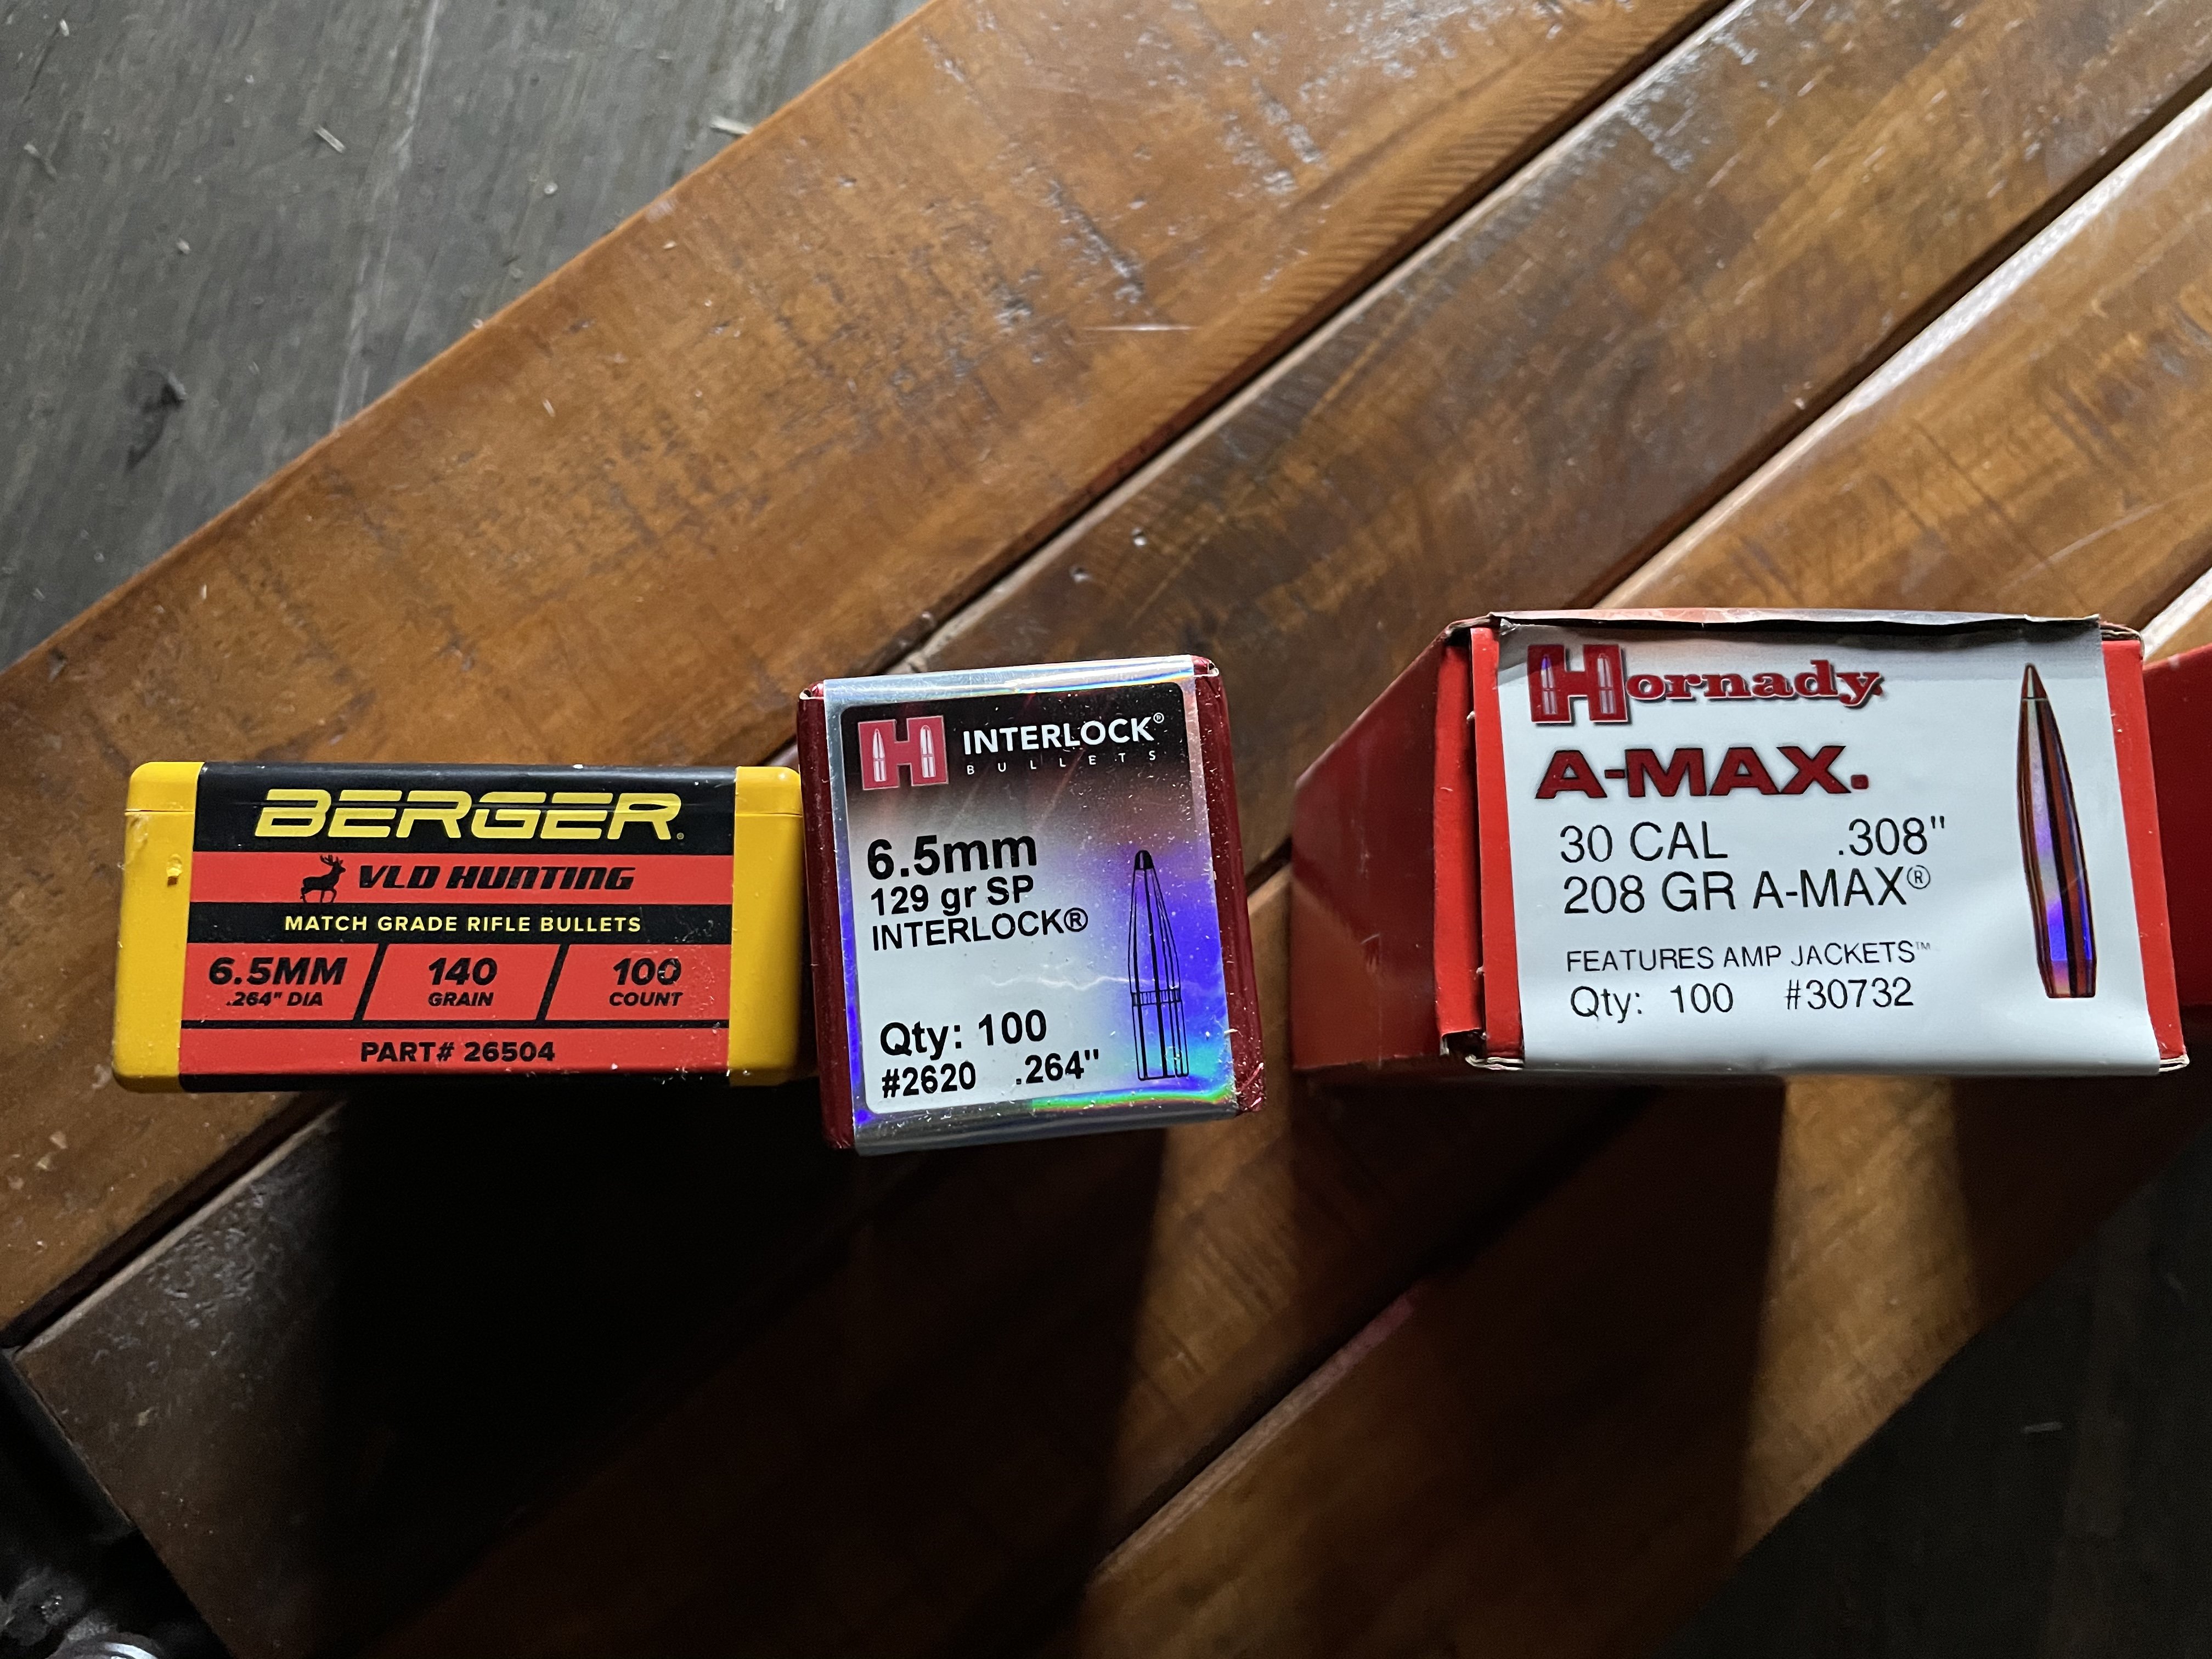 BERGER.
VLD HUNTING
MATCH GRADE RIFLE BULLETS
6.5MM 140 100
.264" DIA GRAIN COUNT
PART# 26504
H INTERLOCK®
BULLETS
6.5mm
129 gr SP
INTERLOCK®
Qty: 100
#2620 .264"
Hornady
A-MAX.
30 CAL .308"
208 GR A-MAX®
FEATURES AMP JACKETS™
Qty: 100 #30732